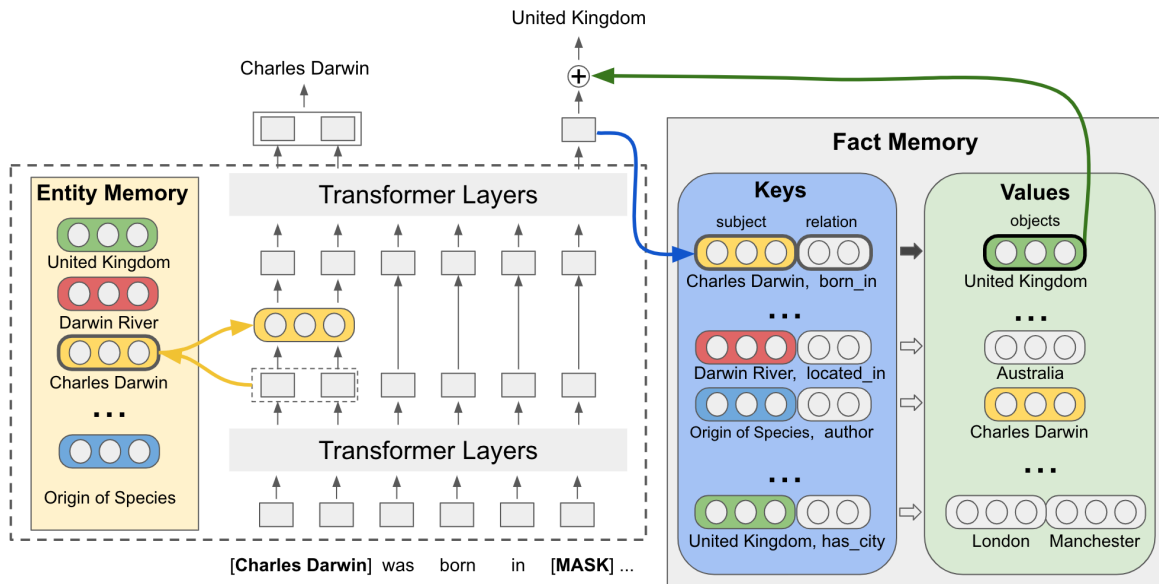 United Kingdom
Charles Darwin
Entity Memory
United Kingdom
Darwin River
Charles Darwin
...
Origin of Species
Transformer Layers
Transformer Layers
[Charles Darwin] was born in [MASK] ...
+
Fact Memory
Keys
subject relation
Charles Darwin, born_in
...
Darwin River, located_in
Origin of Species, author
...
United Kingdom, has_city
Values
objects
United Kingdom
...
Australia
Charles Darwin
...
London Manchester